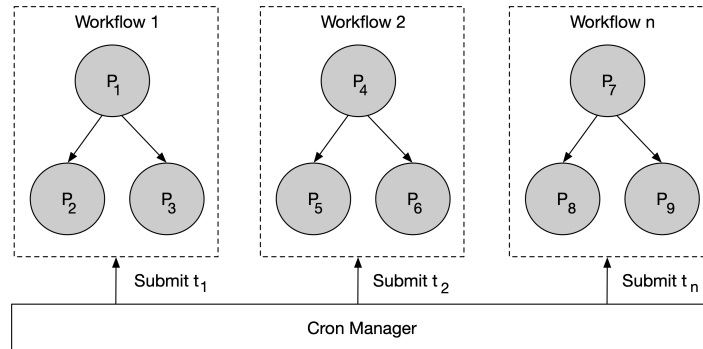 Workflow 1
Workflow 2
Workflow n
P1
P4
P7
P2
P3
P5
P6
P8
P9
Submit t1
Submit t2
Submit tn
Cron Manager